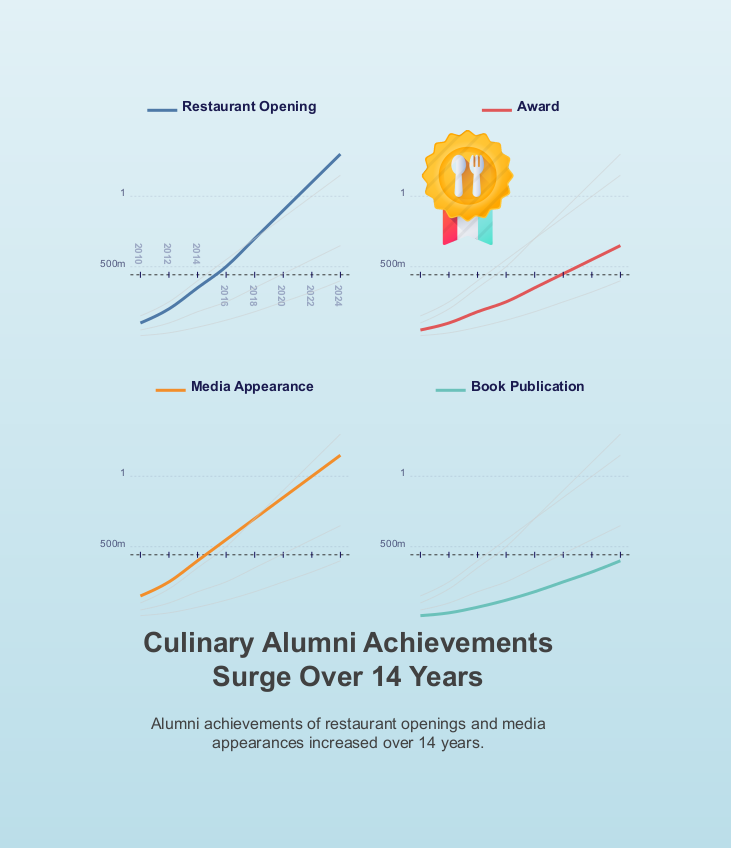 Restaurant Opening
Award
1
500m
2010
2012
2014
2016
2018
2020
2022
2024
1
500m
Media Appearance
Book Publication
1
500m
1
500m
Culinary Alumni Achievements
Surge Over 14 Years
Alumni achievements of restaurant openings and media
appearances increased over 14 years.